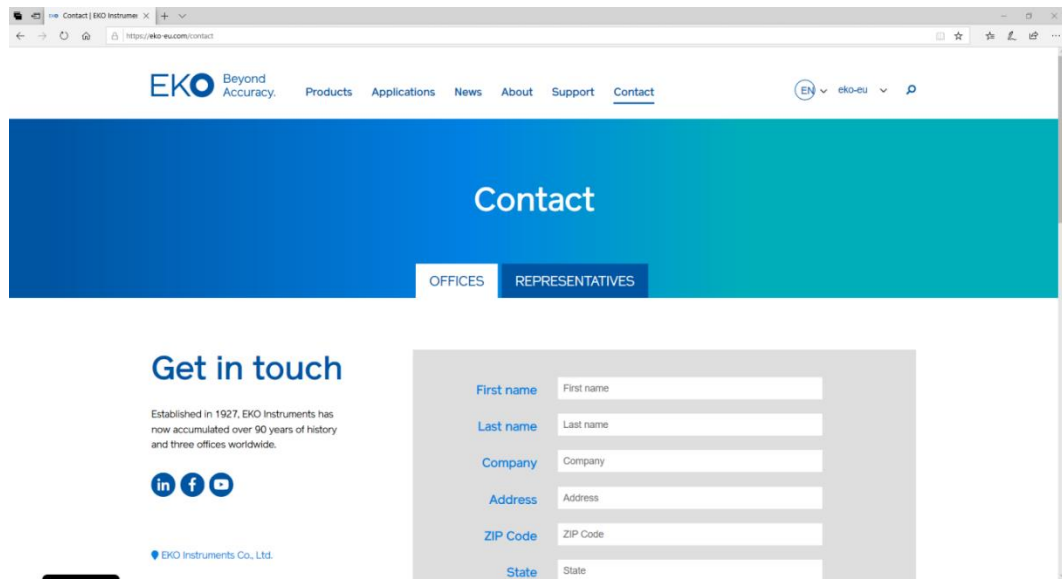 Contact | EKO Instrumen
https://eko-eu.com/contact
EKO Beyond Accuracy.
Products Applications News About Support Contact
EN eko-eu
Contact
OFFICES REPRESENTATIVES
Get in touch
Established in 1927, EKO Instruments has
now accumulated over 90 years of history
and three offices worldwide.
in f
EKO Instruments Co., Ltd.
First name First name
Last name Last name
Company Company
Address Address
ZIP Code ZIP Code
State State